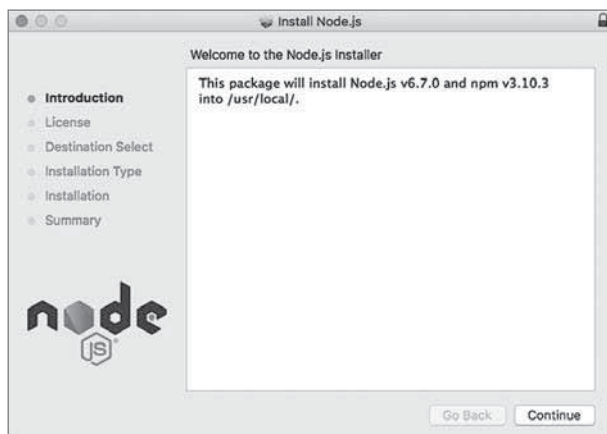 Install Node.js
Welcome to the Node.js Installer
Introduction
License
Destination Select
Installation Type
Installation
Summary
This package will install Node.js v6.7.0 and npm v3.10.3
into /usr/local/.
node
JS
Go Back
Continue